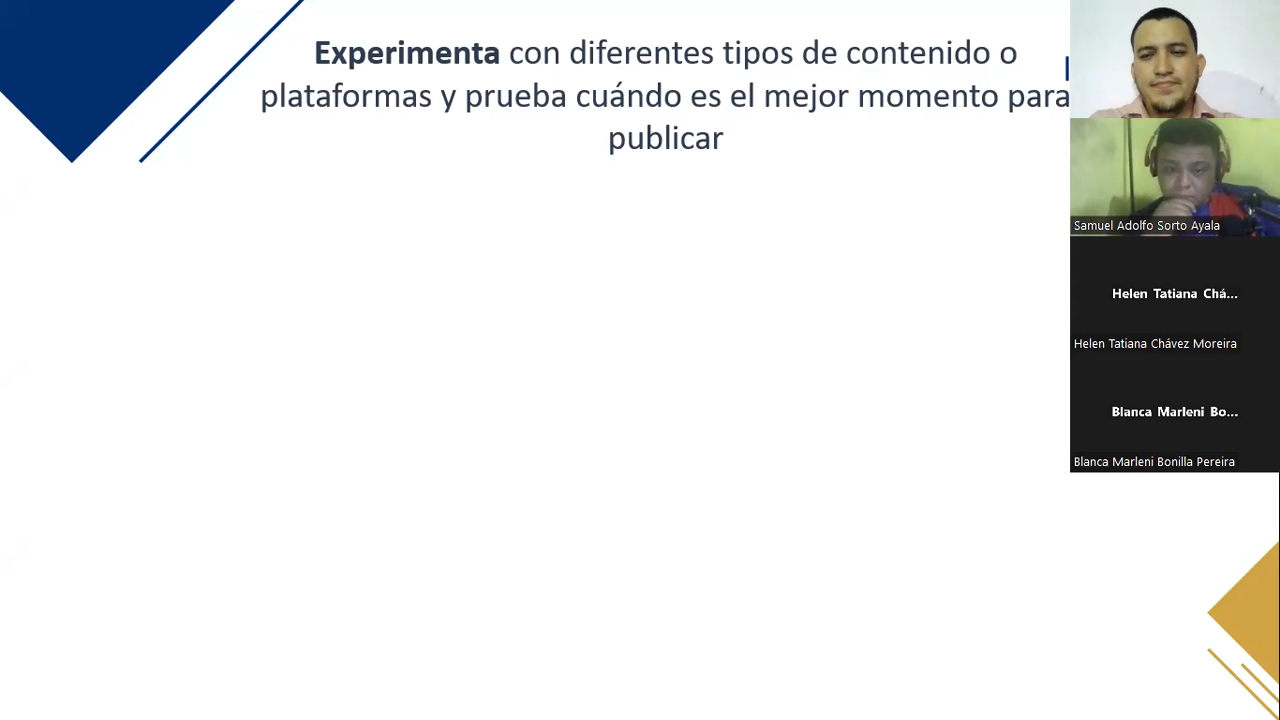 Experimenta con diferentes tipos de contenido o
plataformas y prueba cuándo es el mejor momento para
publicar
Samuel Adolfo Sorto Ayala
Helen Tatiana Chá...
Helen Tatiana Chávez Moreira
Blanca Marleni Bo...
Blanca Marleni Bonilla Pereira